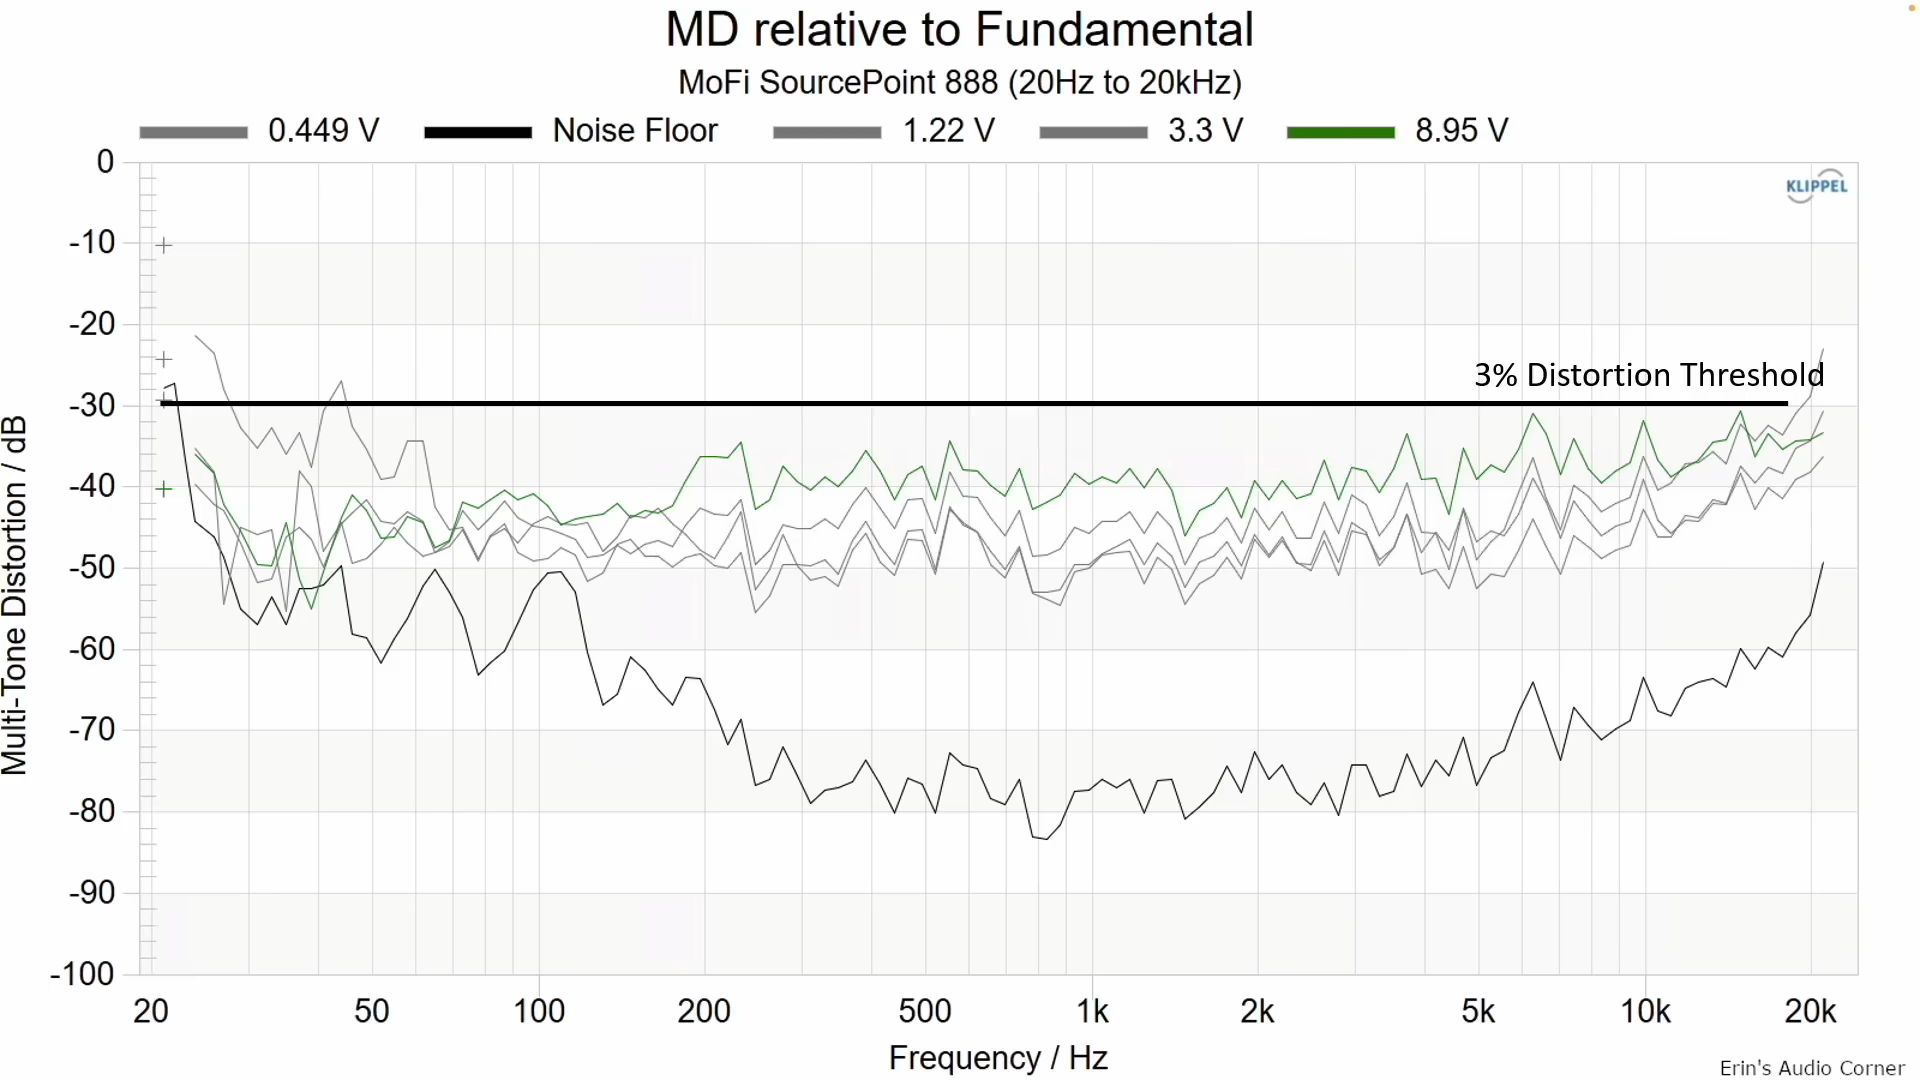 MD relative to Fundamental
MoFi SourcePoint 888 (20Hz to 20kHz)
0.449 V Noise Floor 1.22 V 3.3 V 8.95 V
KLIPPEL
3% Distortion Threshold
Multi-Tone Distortion / dB
0
-10
-20
-30
-40
-50
-60
-70
-80
-90
-100
20 50 100 200 500 1k 2k 5k 10k 20k
Frequency / Hz
Erin's Audio Corner